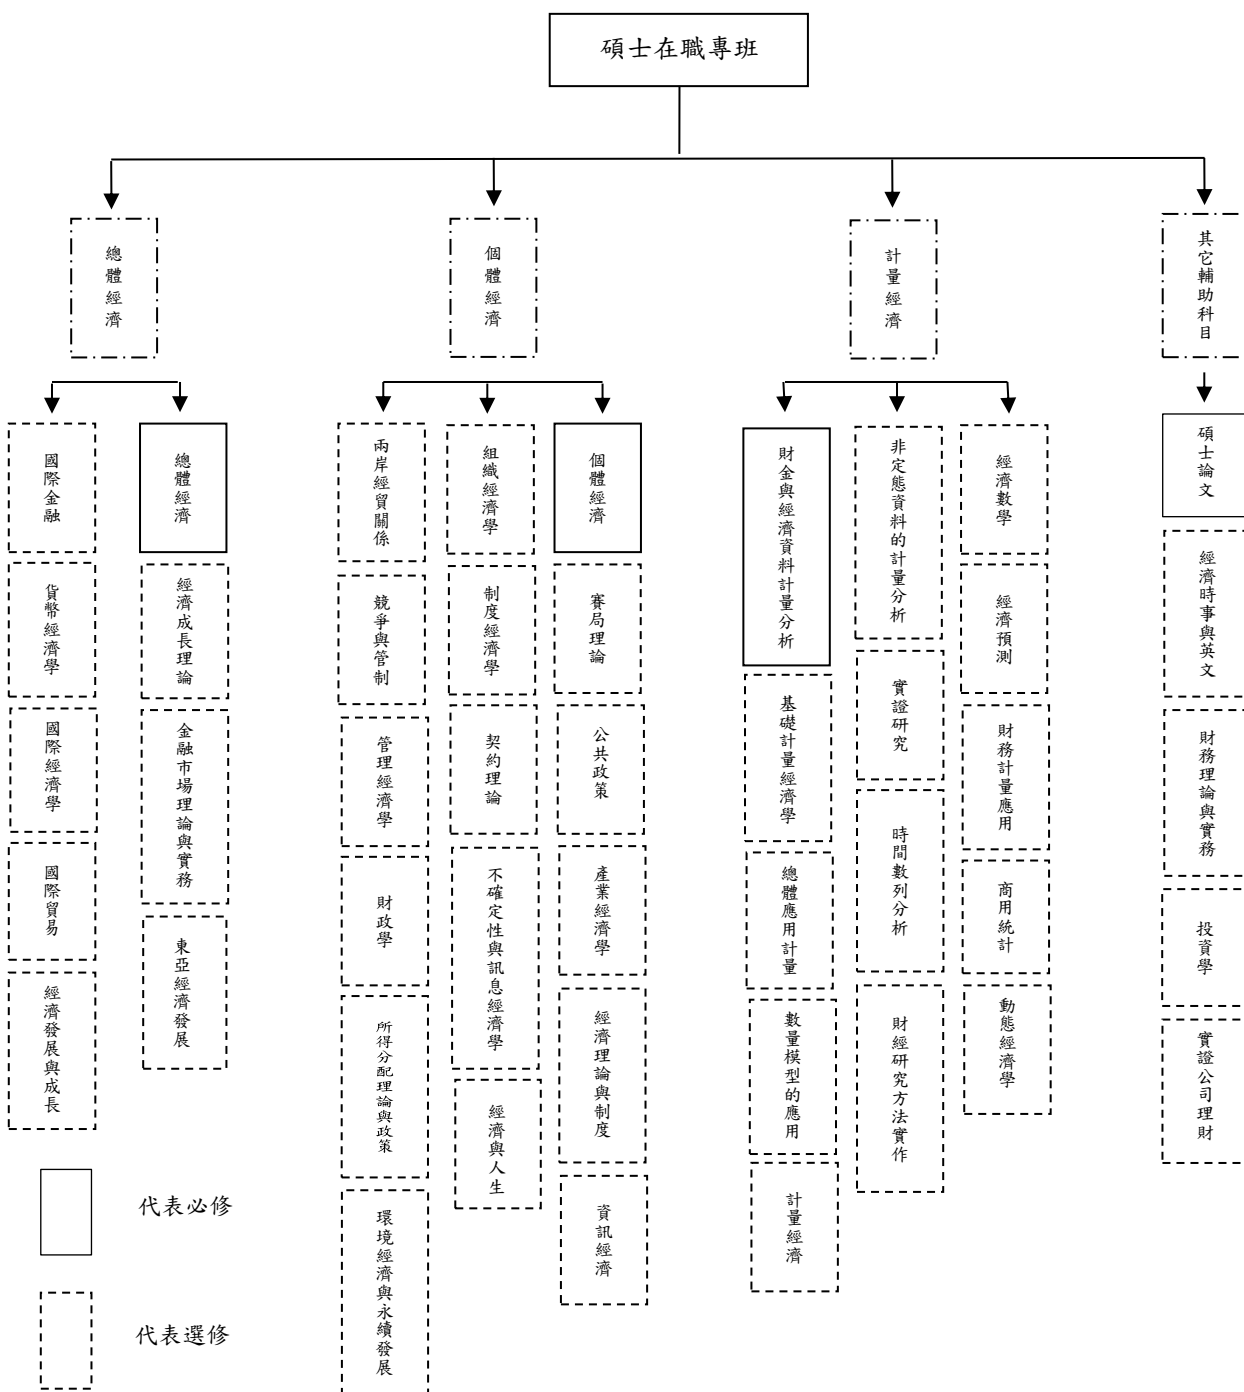 碩士在職專班
總體經濟
個體經濟
計量經濟
其它輔助科目
國際金融
貨幣經濟學
國際經濟學
國際貿易
經濟發展與成長
總體經濟
經濟成長理論
金融市場理論與實務
東亞經濟發展
兩岸經貿關係
競爭與管制
管理經濟學
財政學
所得分配理論與政策
環境經濟與永續發展
組織經濟學
制度經濟學
契約理論
不確定性與訊息經濟學
經濟與人生
個體經濟
賽局理論
公共政策
產業經濟學
經濟理論與制度
資訊經濟
財金與經濟資料計量分析
基礎計量經濟學
總體應用計量
數量模型的應用
計量經濟
非定態資料的計量分析
實證研究
時間數列分析
財經研究方法實作
經濟數學
經濟預測
財務計量應用
商用統計
動態經濟學
碩士論文
經濟時事與英文
財務理論與實務
投資學
實證公司理財
代表必修
代表選修